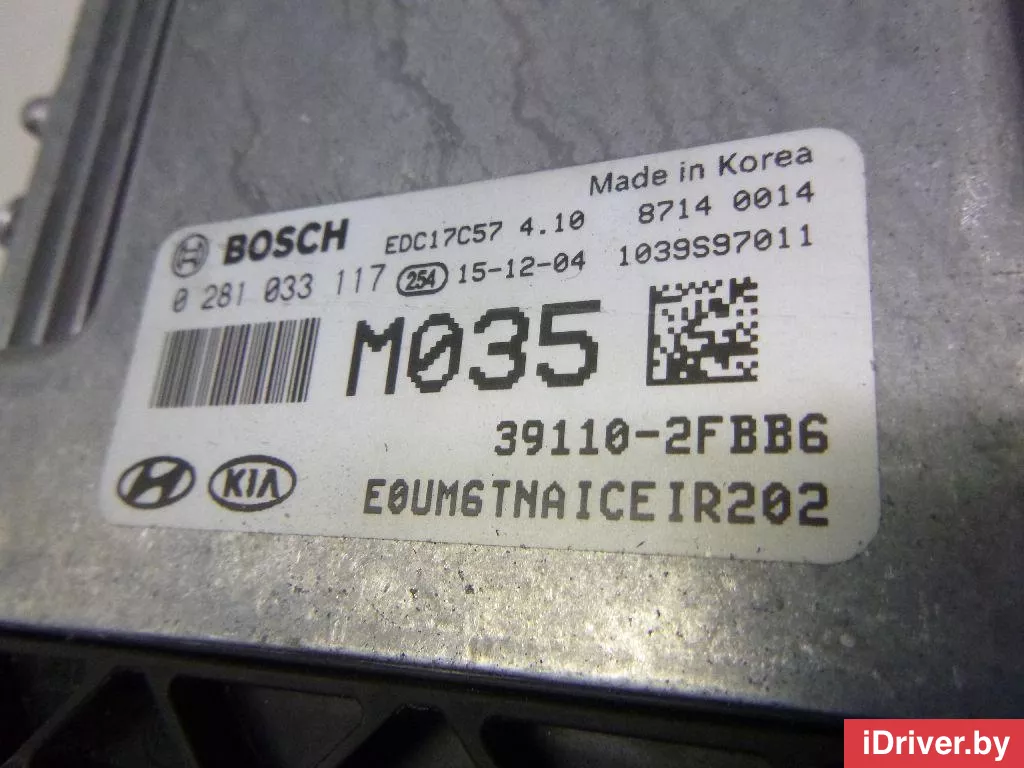 Made in Korea
BOSCH EDC17C57 4.10 8714 0014
0 281 033 117 254 15-12-04 1039S97011
M035
39110-2FBB6
KIA E0UM6TNAICEIR202
iDriver.by